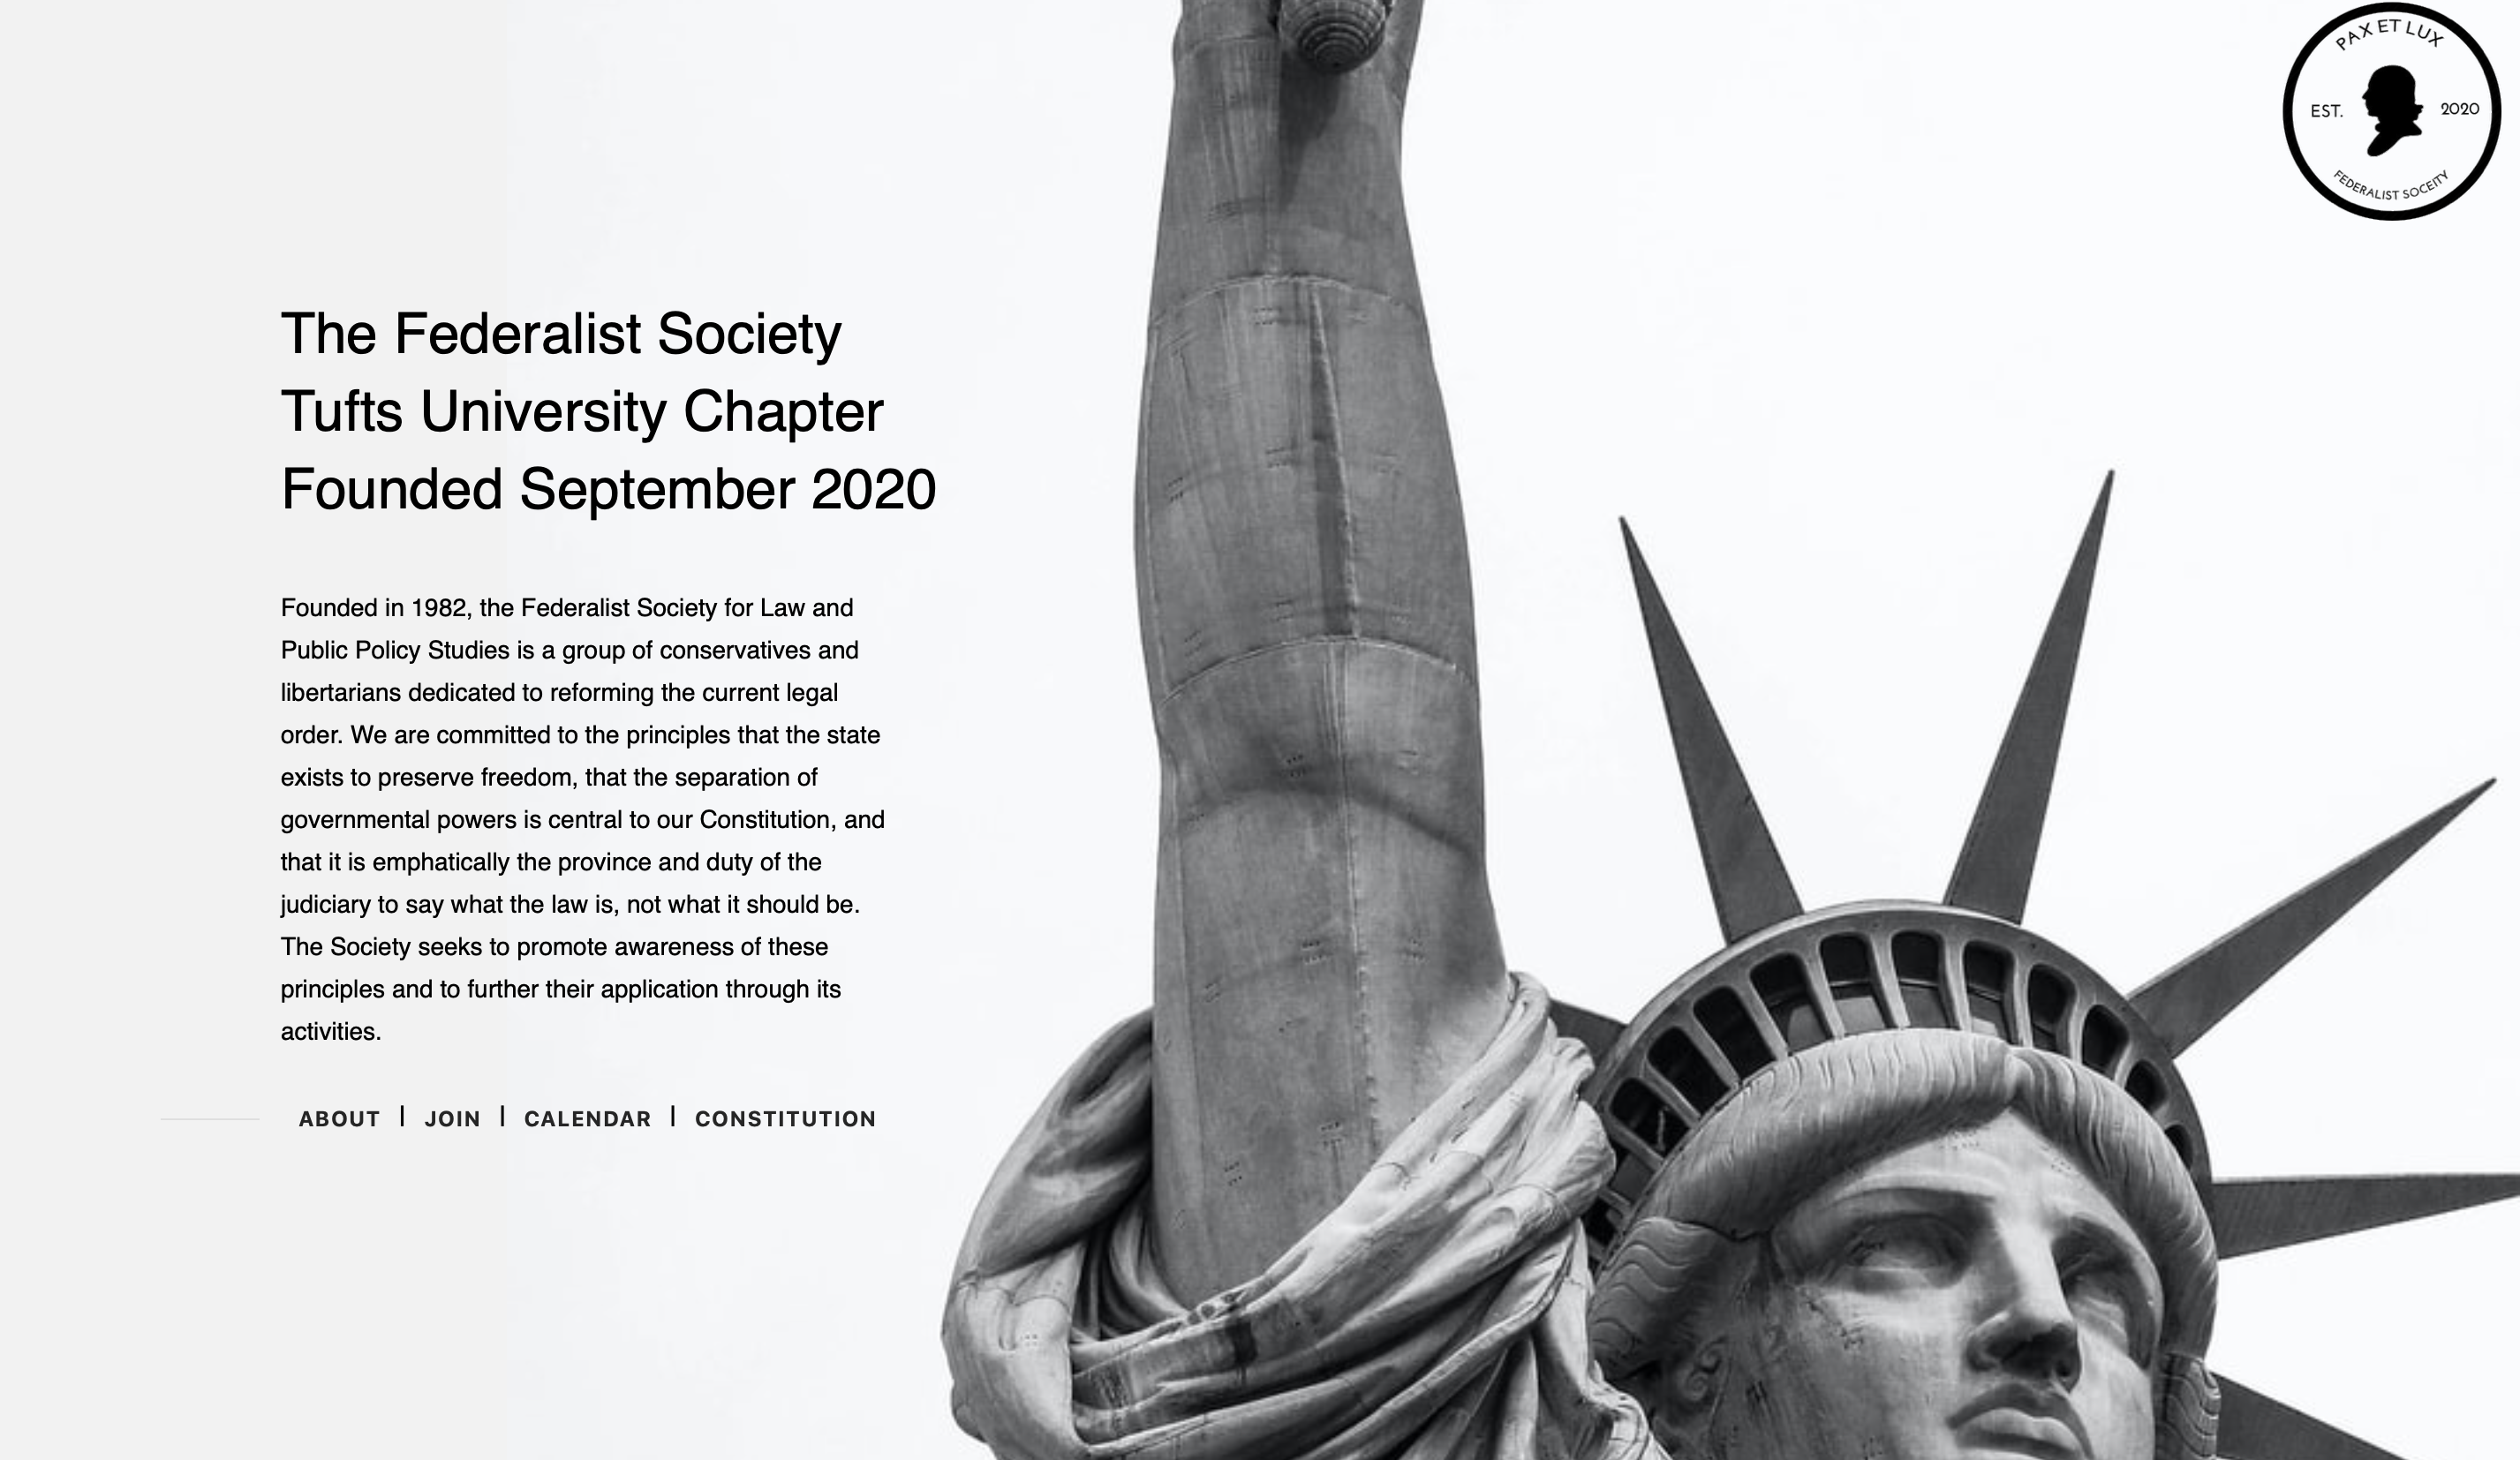 PAX ET LUX
EST. 2020
FEDERALIST SOCEITY
The Federalist Society
Tufts University Chapter
Founded September 2020
Founded in 1982, the Federalist Society for Law and
Public Policy Studies is a group of conservatives and
libertarians dedicated to reforming the current legal
order. We are committed to the principles that the state
exists to preserve freedom, that the separation of
governmental powers is central to our Constitution, and
that it is emphatically the province and duty of the
judiciary to say what the law is, not what it should be.
The Society seeks to promote awareness of these
principles and to further their application through its
activities.
ABOUT | JOIN | CALENDAR | CONSTITUTION